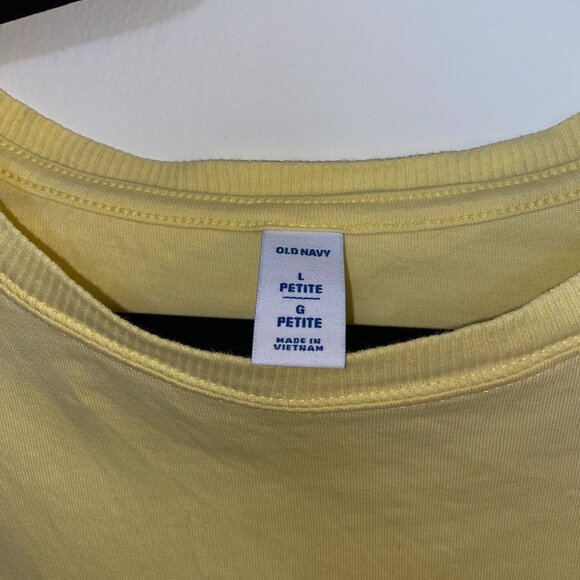 OLD NAVY
L
PETITE
G
PETITE
MADE IN
VIETNAM